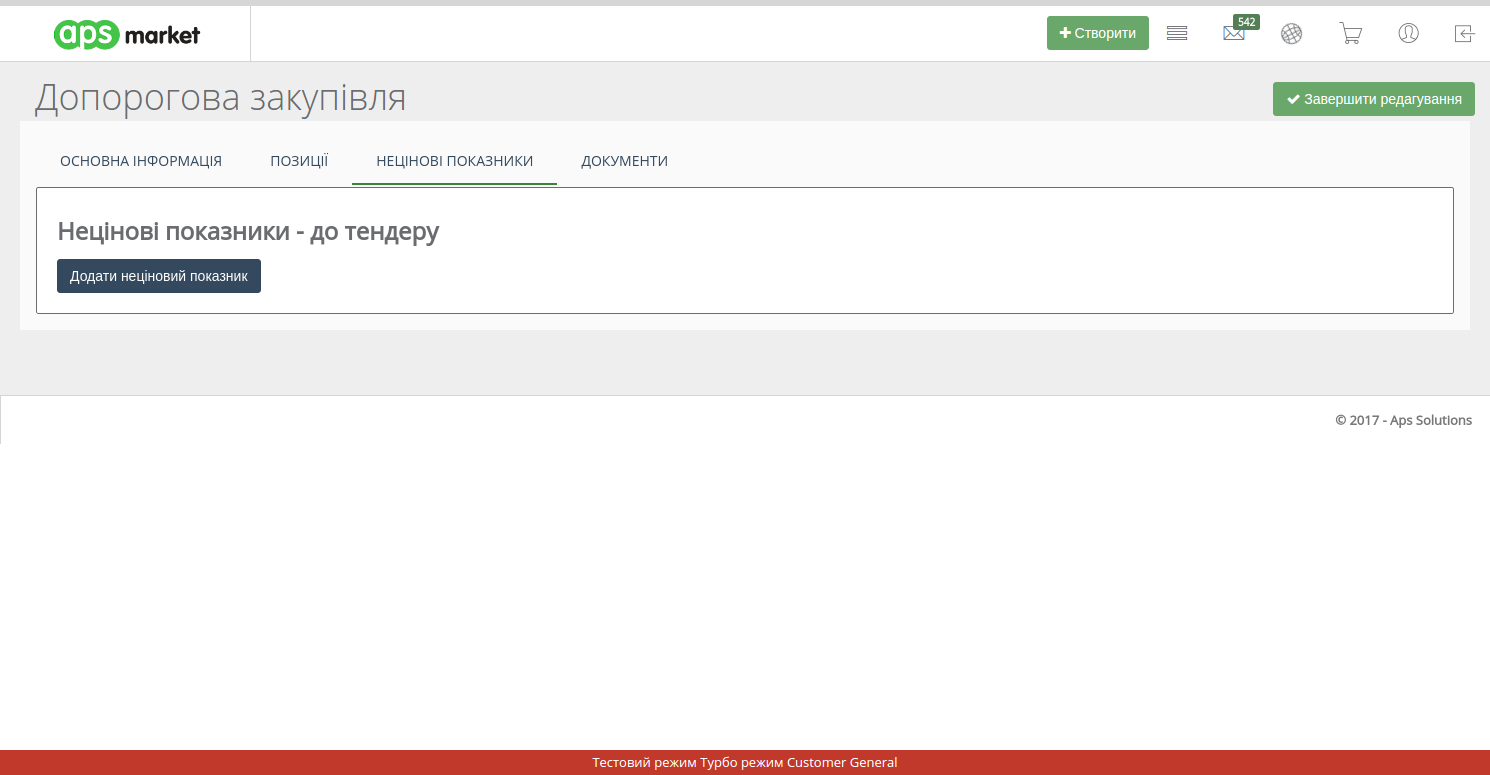 aps market
Створити
542
Допорогова закупівля
Завершити редагування
ОСНОВНА ІНФОРМАЦІЯ
ПОЗИЦІЇ
НЕЦІНОВІ ПОКАЗНИКИ
ДОКУМЕНТИ
Нецінові показники - до тендеру
Додати неціновий показник
© 2017 - Aps Solutions
Тестовий режим Турбо режим Customer General